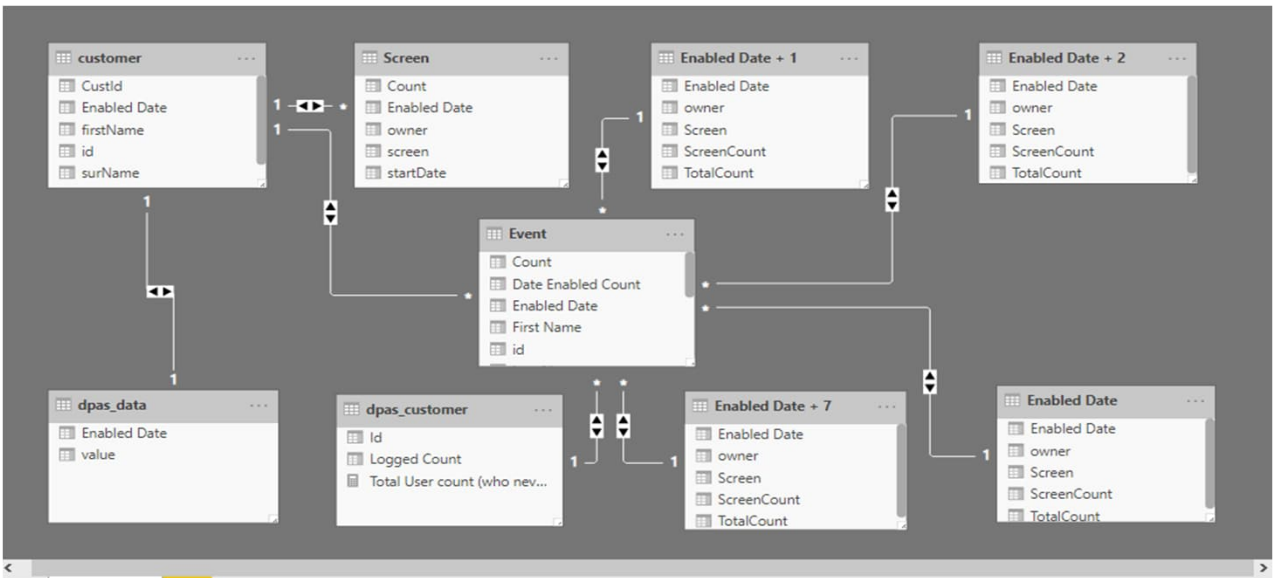 customer ...
CustId
Enabled Date
firstName
id
surName
Screen ...
Count
Enabled Date
owner
screen
startDate
Enabled Date + 1 ...
Enabled Date
owner
Screen
ScreenCount
TotalCount
Enabled Date + 2 ...
Enabled Date
owner
Screen
ScreenCount
TotalCount
1 *
1
1
1
1
*
Event ...
Count
Date Enabled Count
Enabled Date
First Name
id
*
*
*
1
* *
dpas_data ...
Enabled Date
value
dpas_customer ...
Id
Logged Count
Total User count (who nev...
1
1
1
Enabled Date + 7 ...
Enabled Date
owner
Screen
ScreenCount
TotalCount
Enabled Date ...
Enabled Date
owner
Screen
ScreenCount
TotalCount